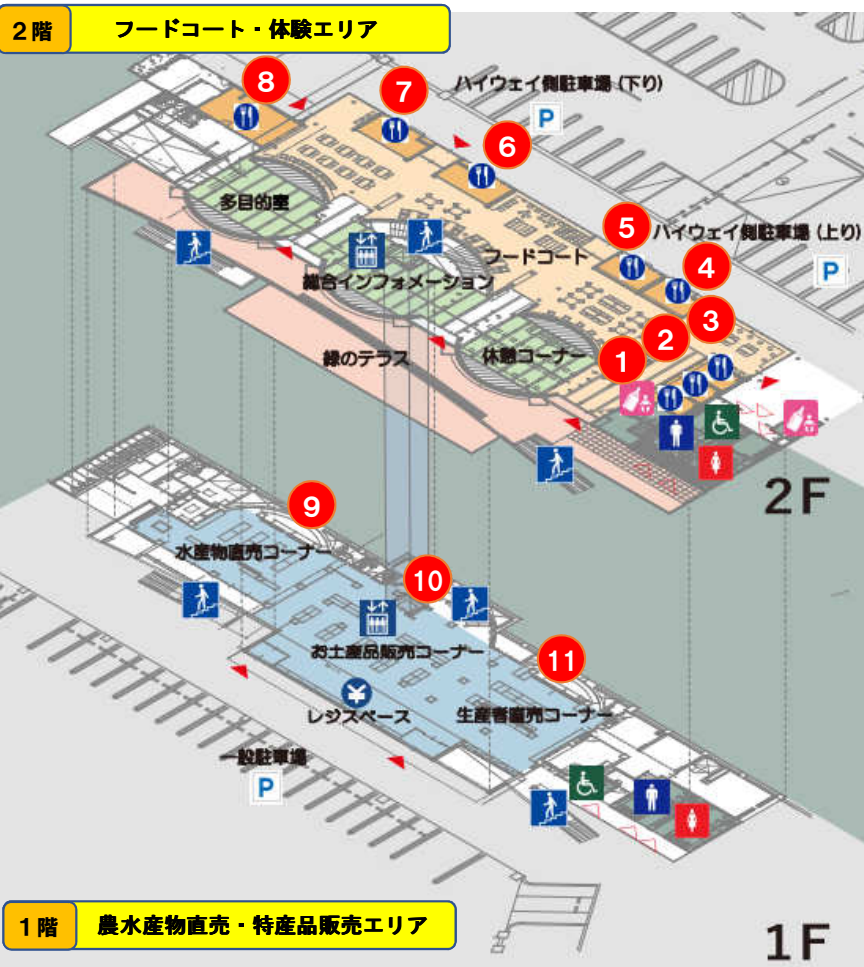 2階 フードコート・体験エリア
8
7
ハイウェイ側駐車場(下り)
P
6
多目的室
5
ハイウェイ側駐車場(上り)
フードコート
4
P
総合インフォメーション
3
2
緑のテラス
休憩コーナー
1
2F
9
水産物直売コーナー
10
お土産品販売コーナー
11
¥
レジスペース
生産者直売コーナー
一般駐車場
P
1階 農水産物直売・特産品販売エリア
1F